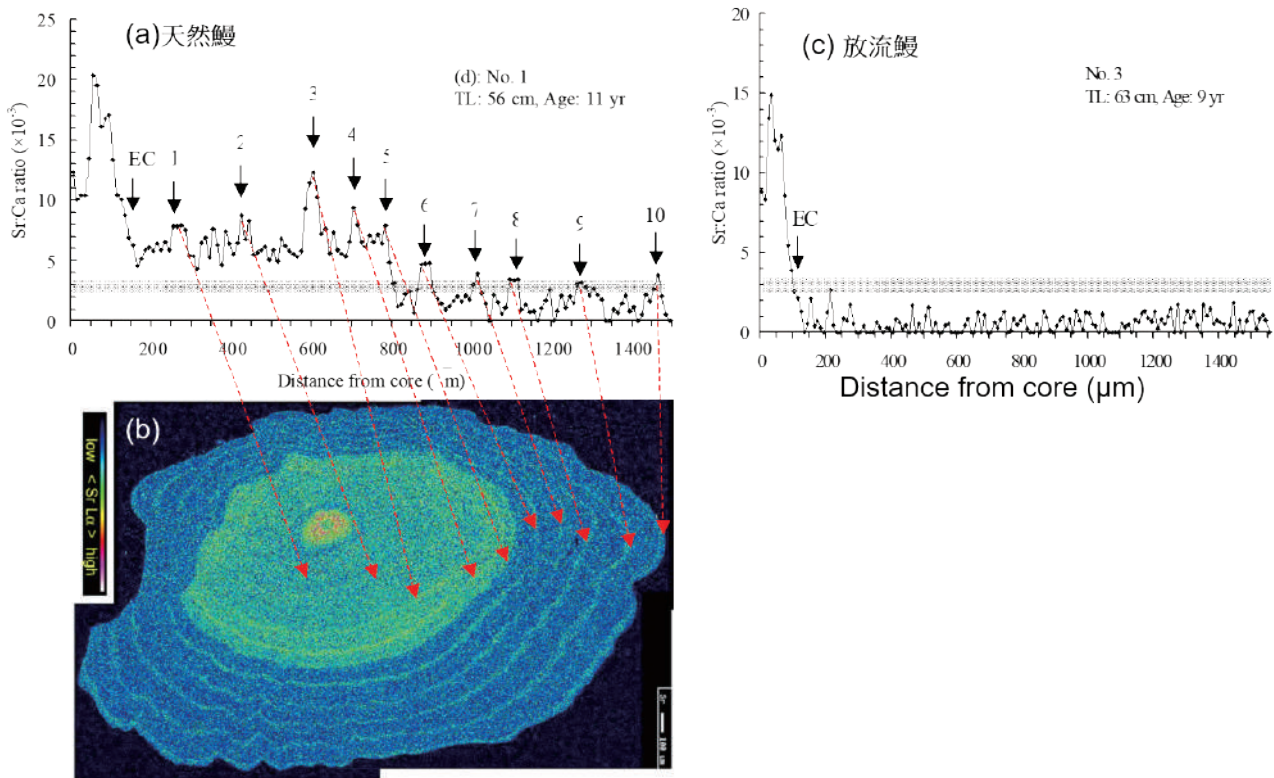 (a)天然鰻
(d): No. 1
TL: 56 cm, Age: 11 yr
Sr:Ca ratio (×10⁻³)
25
20
15
10
5
0
EC
1
2
3
4
5
6
7
8
9
10
0
200
400
600
800
1000
1200
1400
Distance from core ( m)
(b)
low < Sr Lα > high
Sr
100 um
(c) 放流鰻
No. 3
TL: 63 cm, Age: 9 yr
Sr:Ca ratio (×10⁻³)
20
15
10
5
0
EC
0
200
400
600
800
1000
1200
1400
Distance from core (μm)